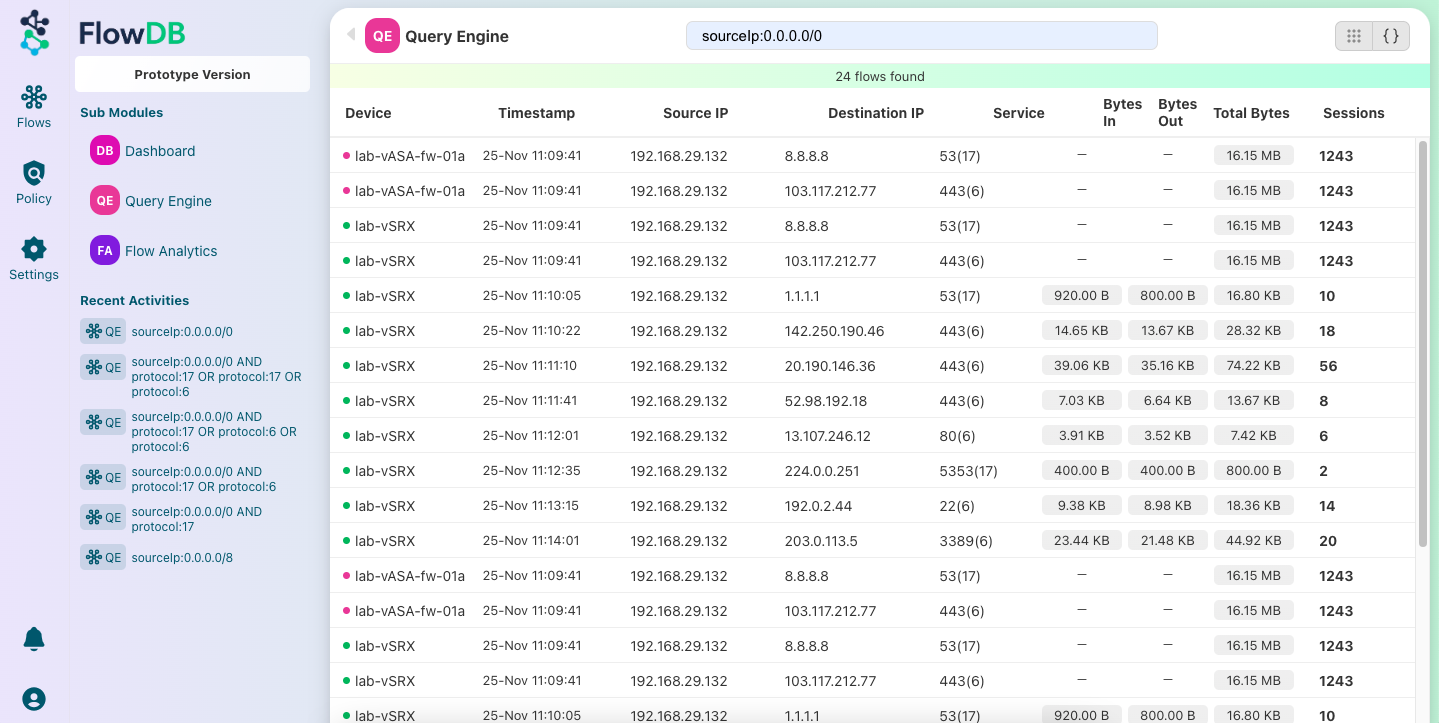 FlowDB
Prototype Version
Flows
Policy
Settings
Sub Modules
DB Dashboard
QE Query Engine
FA Flow Analytics
Recent Activities
QE sourceIp:0.0.0.0/0
QE sourceIp:0.0.0.0/0 AND
protocol:17 OR protocol:17 OR
protocol:6
QE sourceIp:0.0.0.0/0 AND
protocol:17 OR protocol:6 OR
protocol:6
QE sourceIp:0.0.0.0/0 AND
protocol:17 OR protocol:6
QE sourceIp:0.0.0.0/0 AND
protocol:17
QE sourceIp:0.0.0.0/8
QE Query Engine
sourceIp:0.0.0.0/0
{ }
24 flows found
Device Timestamp Source IP Destination IP Service Bytes In Bytes Out Total Bytes Sessions
lab-vASA-fw-01a 25-Nov 11:09:41 192.168.29.132 8.8.8.8 53(17) — — 16.15 MB 1243
lab-vASA-fw-01a 25-Nov 11:09:41 192.168.29.132 103.117.212.77 443(6) — — 16.15 MB 1243
lab-vSRX 25-Nov 11:09:41 192.168.29.132 8.8.8.8 53(17) — — 16.15 MB 1243
lab-vSRX 25-Nov 11:09:41 192.168.29.132 103.117.212.77 443(6) — — 16.15 MB 1243
lab-vSRX 25-Nov 11:10:05 192.168.29.132 1.1.1.1 53(17) 920.00 B 800.00 B 16.80 KB 10
lab-vSRX 25-Nov 11:10:22 192.168.29.132 142.250.190.46 443(6) 14.65 KB 13.67 KB 28.32 KB 18
lab-vSRX 25-Nov 11:11:10 192.168.29.132 20.190.146.36 443(6) 39.06 KB 35.16 KB 74.22 KB 56
lab-vSRX 25-Nov 11:11:41 192.168.29.132 52.98.192.18 443(6) 7.03 KB 6.64 KB 13.67 KB 8
lab-vSRX 25-Nov 11:12:01 192.168.29.132 13.107.246.12 80(6) 3.91 KB 3.52 KB 7.42 KB 6
lab-vSRX 25-Nov 11:12:35 192.168.29.132 224.0.0.251 5353(17) 400.00 B 400.00 B 800.00 B 2
lab-vSRX 25-Nov 11:13:15 192.168.29.132 192.0.2.44 22(6) 9.38 KB 8.98 KB 18.36 KB 14
lab-vSRX 25-Nov 11:14:01 192.168.29.132 203.0.113.5 3389(6) 23.44 KB 21.48 KB 44.92 KB 20
lab-vASA-fw-01a 25-Nov 11:09:41 192.168.29.132 8.8.8.8 53(17) — — 16.15 MB 1243
lab-vASA-fw-01a 25-Nov 11:09:41 192.168.29.132 103.117.212.77 443(6) — — 16.15 MB 1243
lab-vSRX 25-Nov 11:09:41 192.168.29.132 8.8.8.8 53(17) — — 16.15 MB 1243
lab-vSRX 25-Nov 11:09:41 192.168.29.132 103.117.212.77 443(6) — — 16.15 MB 1243
lab-vSRX 25-Nov 11:10:05 192.168.29.132 1.1.1.1 53(17) 920.00 B 800.00 B 16.80 KB 10